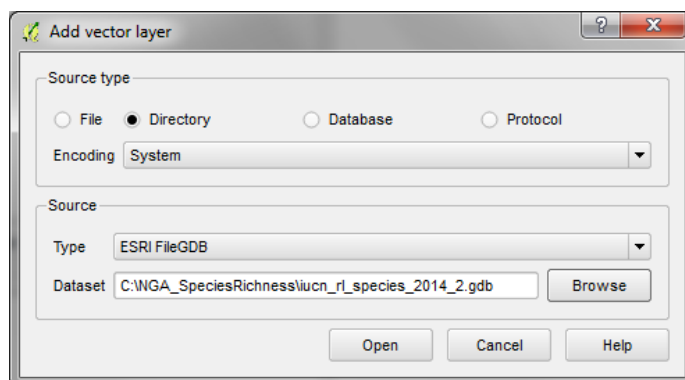 Add vector layer
? X
Source type
File Directory Database Protocol
Encoding System
Source
Type ESRI FileGDB
Dataset C:\NGA_SpeciesRichness\iucn_rl_species_2014_2.gdb Browse
Open Cancel Help